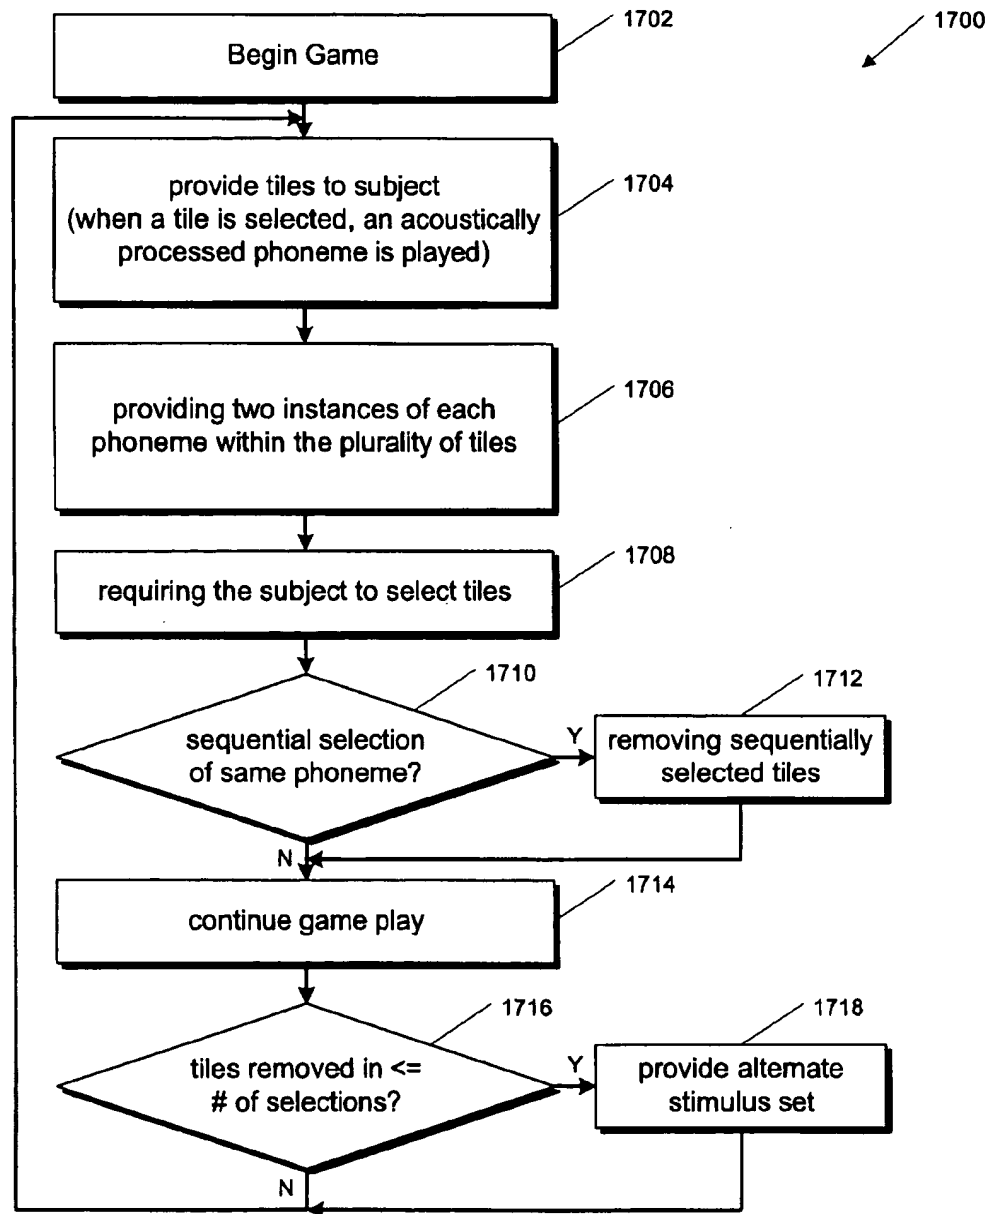 1700
1702
Begin Game
1704
provide tiles to subject
(when a tile is selected, an acoustically
processed phoneme is played)
1706
providing two instances of each
phoneme within the plurality of tiles
1708
requiring the subject to select tiles
1710
sequential selection
of same phoneme?
Y
1712
removing sequentially
selected tiles
N
1714
continue game play
1716
tiles removed in <=
# of selections?
Y
1718
provide alternate
stimulus set
N